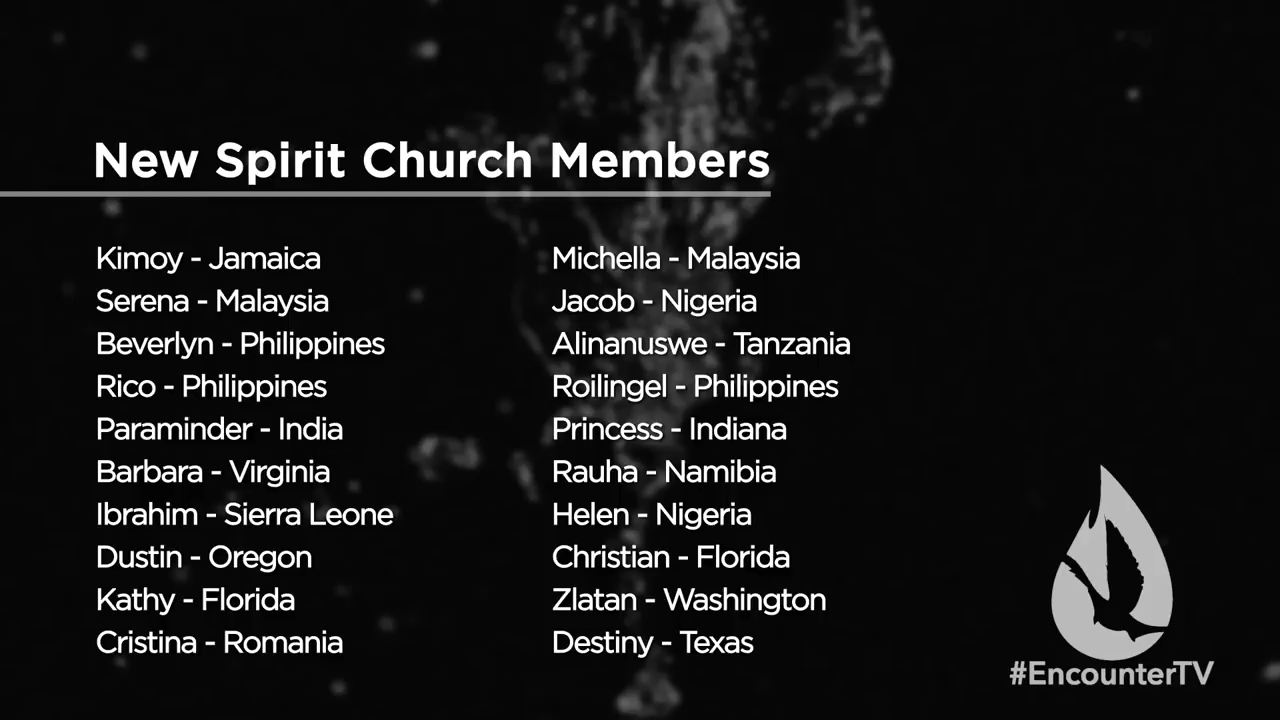 New Spirit Church Members
Kimoy - Jamaica
Serena - Malaysia
Beverlyn - Philippines
Rico - Philippines
Paraminder - India
Barbara - Virginia
Ibrahim - Sierra Leone
Dustin - Oregon
Kathy - Florida
Cristina - Romania
Michella - Malaysia
Jacob - Nigeria
Alinanuswe - Tanzania
Roilingel - Philippines
Princess - Indiana
Rauha - Namibia
Helen - Nigeria
Christian - Florida
Zlatan - Washington
Destiny - Texas
#EncounterTV